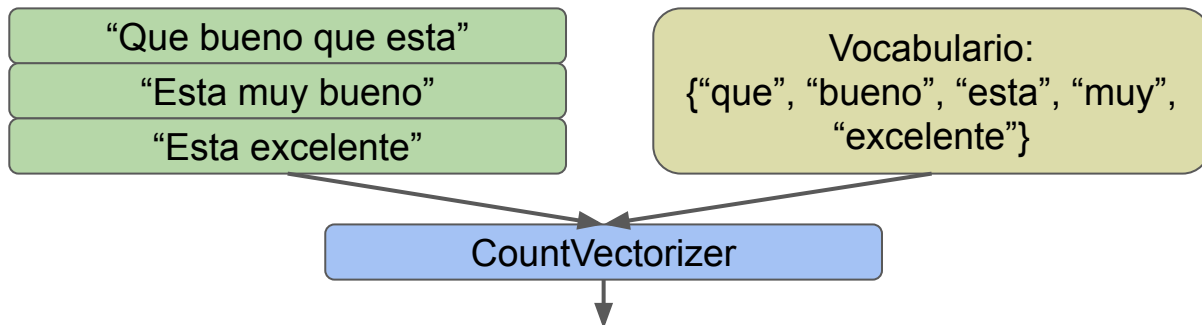 “Que bueno que esta”
“Esta muy bueno”
“Esta excelente”
Vocabulario:
{“que”, “bueno”, “esta”, “muy”,
“excelente”}
CountVectorizer